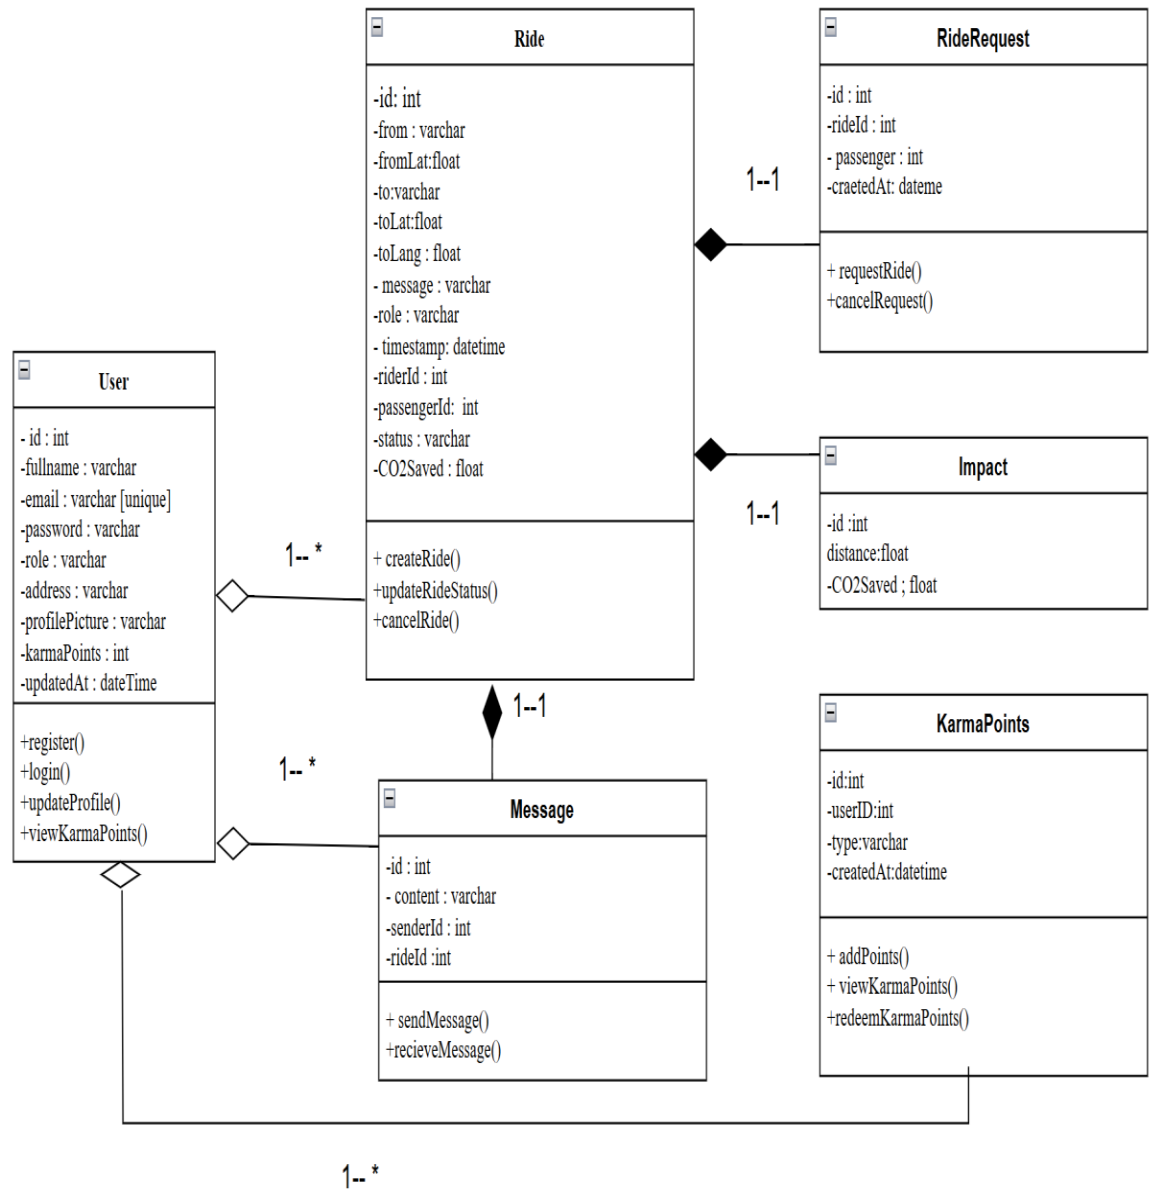 Ride
-id: int
-from : varchar
-fromLat:float
-to:varchar
-toLat:float
-toLang : float
- message : varchar
-role : varchar
- timestamp: datetime
-riderId : int
-passengerId: int
-status : varchar
-CO2Saved : float
+ createRide()
+updateRideStatus()
+cancelRide()
1--1
RideRequest
-id : int
-rideId : int
- passenger : int
-craetedAt: dateme
+ requestRide()
+cancelRequest()
1--1
Impact
-id :int
distance:float
-CO2Saved ; float
User
- id : int
-fullname : varchar
-email : varchar [unique]
-password : varchar
-role : varchar
-address : varchar
-profilePicture : varchar
-karmaPoints : int
-updatedAt : dateTime
+register()
+login()
+updateProfile()
+viewKarmaPoints()
1-- *
1-- *
1--1
Message
-id : int
- content : varchar
-senderId : int
-rideId :int
+ sendMessage()
+recieveMessage()
KarmaPoints
-id:int
-userID:int
-type:varchar
-createdAt:datetime
+ addPoints()
+ viewKarmaPoints()
+redeemKarmaPoints()
1-- *